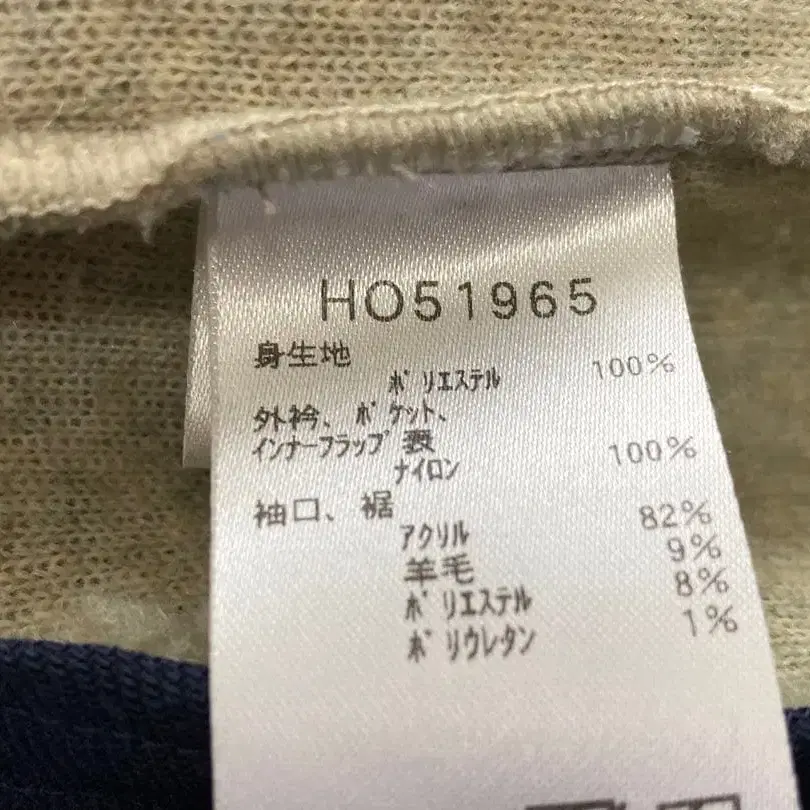 HO51965
身生地
ポリエステル 100%
外衿、ポケット、
インナーフラップ 表
ナイロン 100%
袖口、裾
アクリル 82%
羊毛 9%
ポリエステル 8%
ポリウレタン 1%